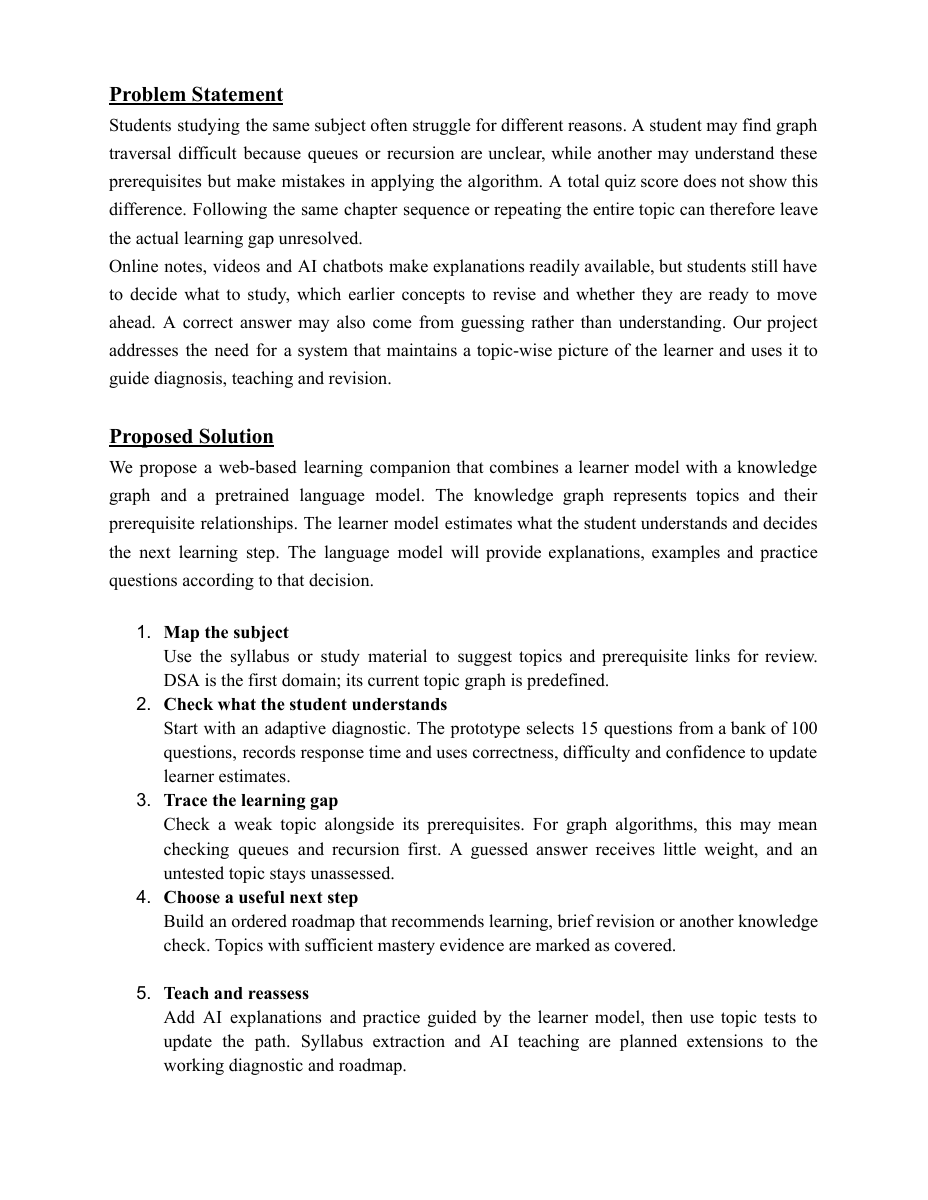 Problem Statement
Students studying the same subject often struggle for different reasons. A student may find graph
traversal difficult because queues or recursion are unclear, while another may understand these
prerequisites but make mistakes in applying the algorithm. A total quiz score does not show this
difference. Following the same chapter sequence or repeating the entire topic can therefore leave
the actual learning gap unresolved.
Online notes, videos and AI chatbots make explanations readily available, but students still have
to decide what to study, which earlier concepts to revise and whether they are ready to move
ahead. A correct answer may also come from guessing rather than understanding. Our project
addresses the need for a system that maintains a topic-wise picture of the learner and uses it to
guide diagnosis, teaching and revision.
Proposed Solution
We propose a web-based learning companion that combines a learner model with a knowledge
graph and a pretrained language model. The knowledge graph represents topics and their
prerequisite relationships. The learner model estimates what the student understands and decides
the next learning step. The language model will provide explanations, examples and practice
questions according to that decision.
1. Map the subject
Use the syllabus or study material to suggest topics and prerequisite links for review.
DSA is the first domain; its current topic graph is predefined.
2. Check what the student understands
Start with an adaptive diagnostic. The prototype selects 15 questions from a bank of 100
questions, records response time and uses correctness, difficulty and confidence to update
learner estimates.
3. Trace the learning gap
Check a weak topic alongside its prerequisites. For graph algorithms, this may mean
checking queues and recursion first. A guessed answer receives little weight, and an
untested topic stays unassessed.
4. Choose a useful next step
Build an ordered roadmap that recommends learning, brief revision or another knowledge
check. Topics with sufficient mastery evidence are marked as covered.
5. Teach and reassess
Add AI explanations and practice guided by the learner model, then use topic tests to
update the path. Syllabus extraction and AI teaching are planned extensions to the
working diagnostic and roadmap.